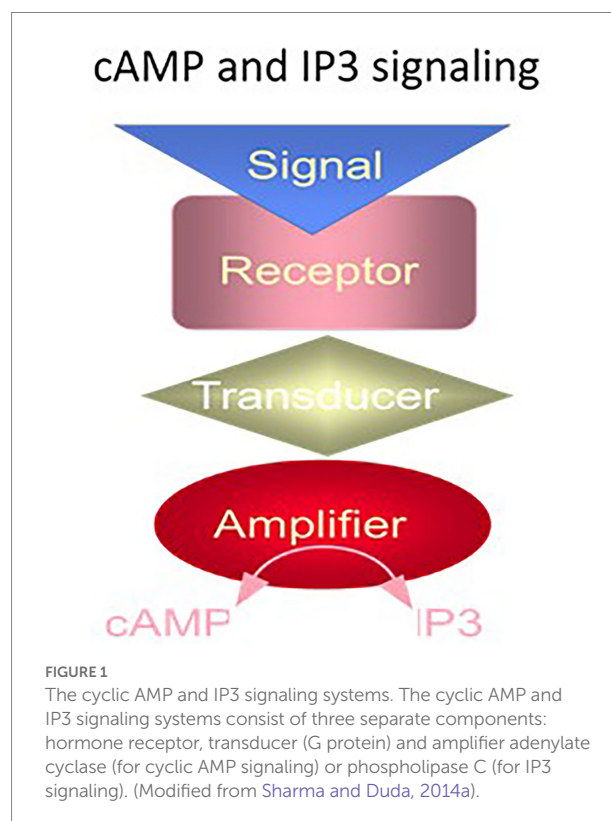 cAMP and IP3 signaling
Signal
Receptor
Transducer
Amplifier
cAMP IP3
FIGURE 1
The cyclic AMP and IP3 signaling systems. The cyclic AMP and
IP3 signaling systems consist of three separate components:
hormone receptor, transducer (G protein) and amplifier adenylate
cyclase (for cyclic AMP signaling) or phospholipase C (for IP3
signaling). (Modified from Sharma and Duda, 2014a).